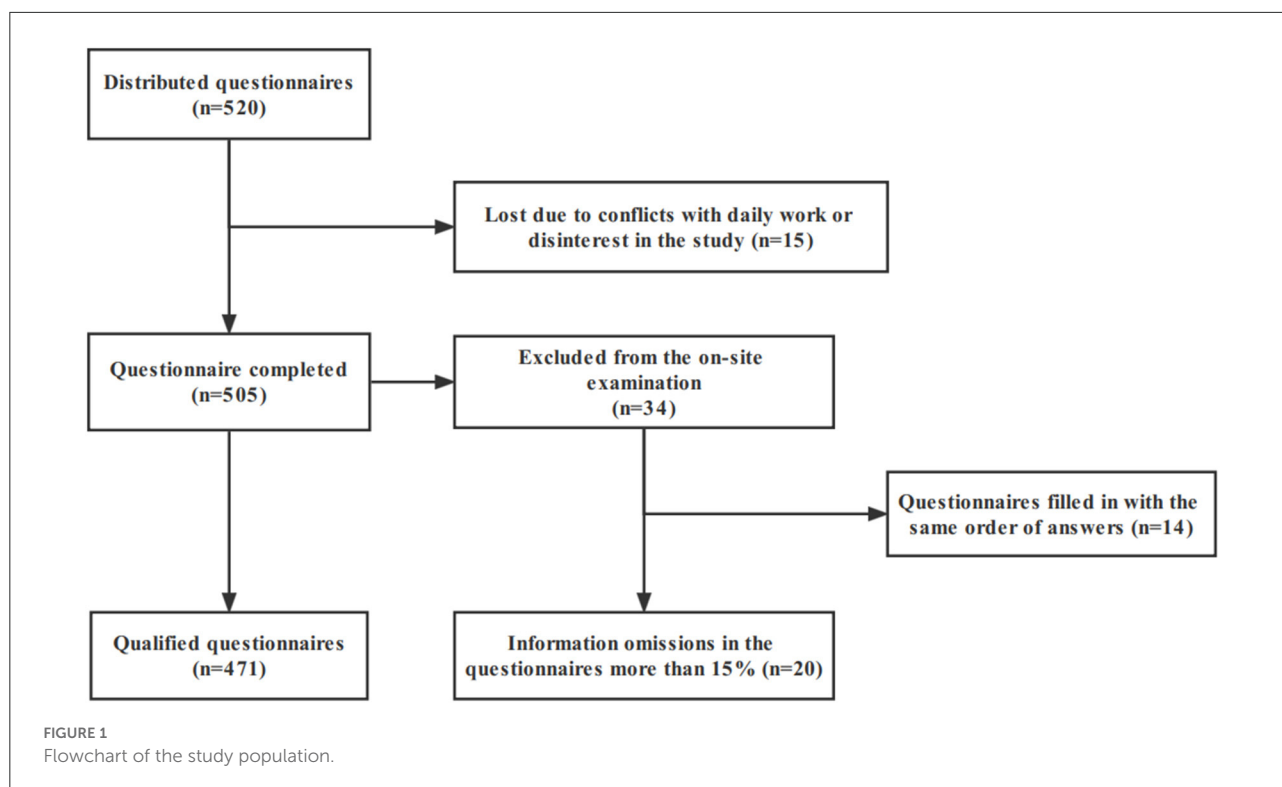 Distributed questionnaires
(n=520)
Lost due to conflicts with daily work or
disinterest in the study (n=15)
Questionnaire completed
(n=505)
Excluded from the on-site
examination
(n=34)
Questionnaires filled in with the
same order of answers (n=14)
Qualified questionnaires
(n=471)
Information omissions in the
questionnaires more than 15% (n=20)
FIGURE 1
Flowchart of the study population.